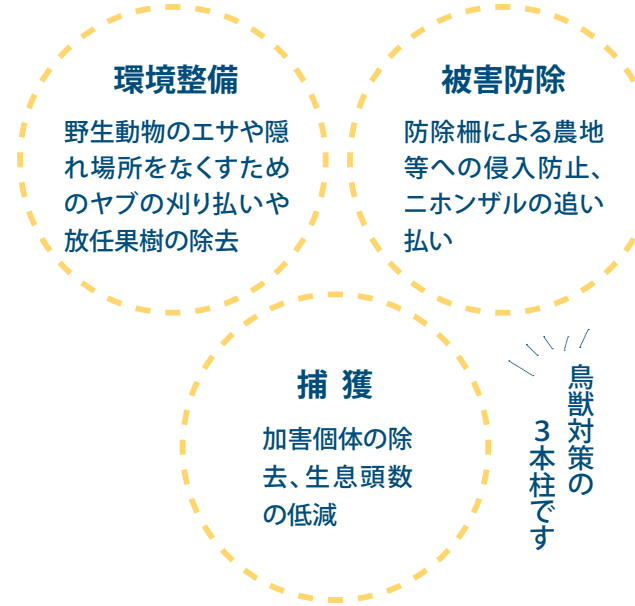 環境整備
野生動物のエサや隠
れ場所をなくすため
のヤブの刈り払いや
放任果樹の除去
被害防除
防除柵による農地
等への侵入防止、
ニホンザルの追い
払い
捕獲
加害個体の除
去、生息頭数
の低減
鳥獣対策の
3本柱です